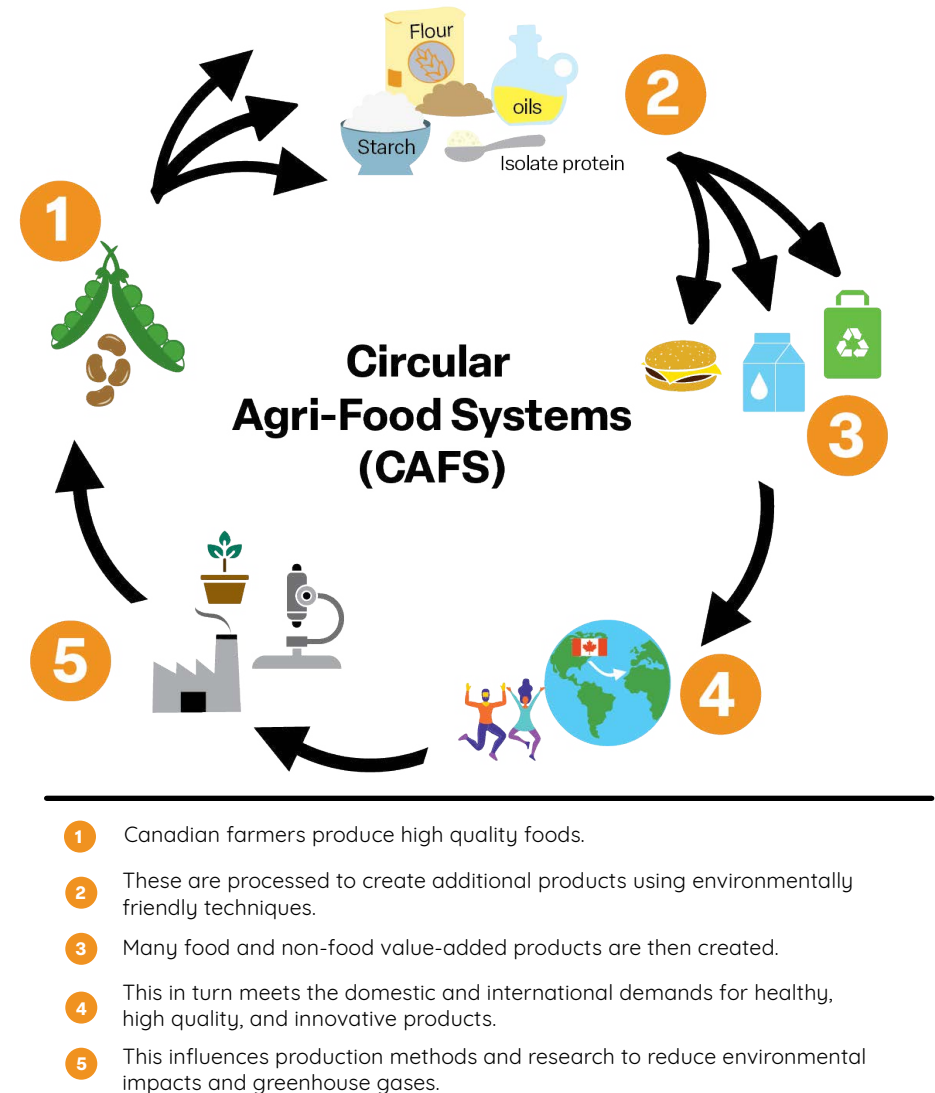 Flour
oils
Starch
Isolate protein
2
1
Circular
Agri-Food Systems
(CAFS)
3
5
4
1 Canadian farmers produce high quality foods.
2 These are processed to create additional products using environmentally
friendly techniques.
3 Many food and non-food value-added products are then created.
4 This in turn meets the domestic and international demands for healthy,
high quality, and innovative products.
5 This influences production methods and research to reduce environmental
impacts and greenhouse gases.